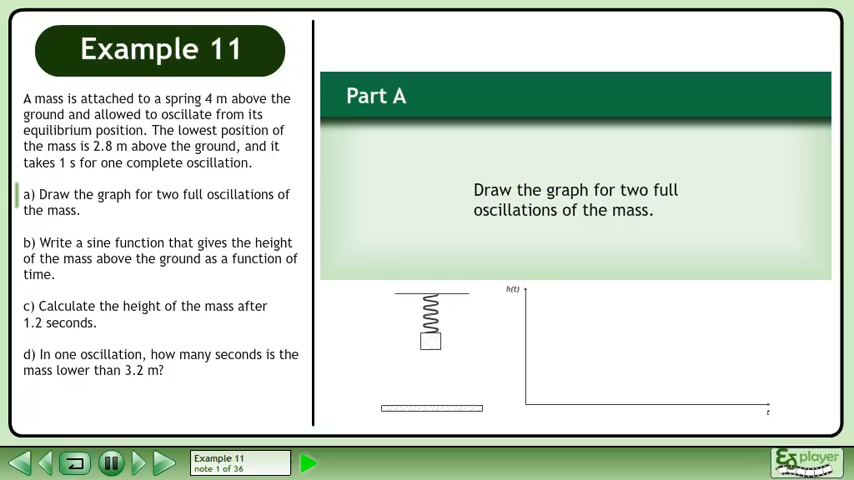 Example 11
A mass is attached to a spring 4 m above the
ground and allowed to oscillate from its
equilibrium position. The lowest position of
the mass is 2.8 m above the ground, and it
takes 1 s for one complete oscillation.
a) Draw the graph for two full oscillations of
the mass.
b) Write a sine function that gives the height
of the mass above the ground as a function of
time.
c) Calculate the height of the mass after
1.2 seconds.
d) In one oscillation, how many seconds is the
mass lower than 3.2 m?
Part A
Draw the graph for two full
oscillations of the mass.
h(t)
t
Example 11
note 1 of 36
player